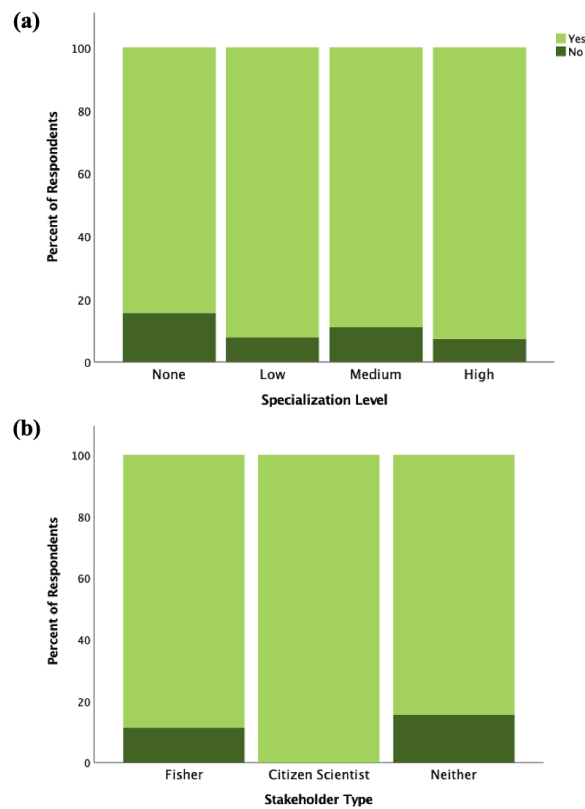 (a)
Yes
No
100
80
60
40
20
0
Percent of Respondents
None Low Medium High
Specialization Level
(b)
100
80
60
40
20
0
Percent of Respondents
Fisher Citizen Scientist Neither
Stakeholder Type